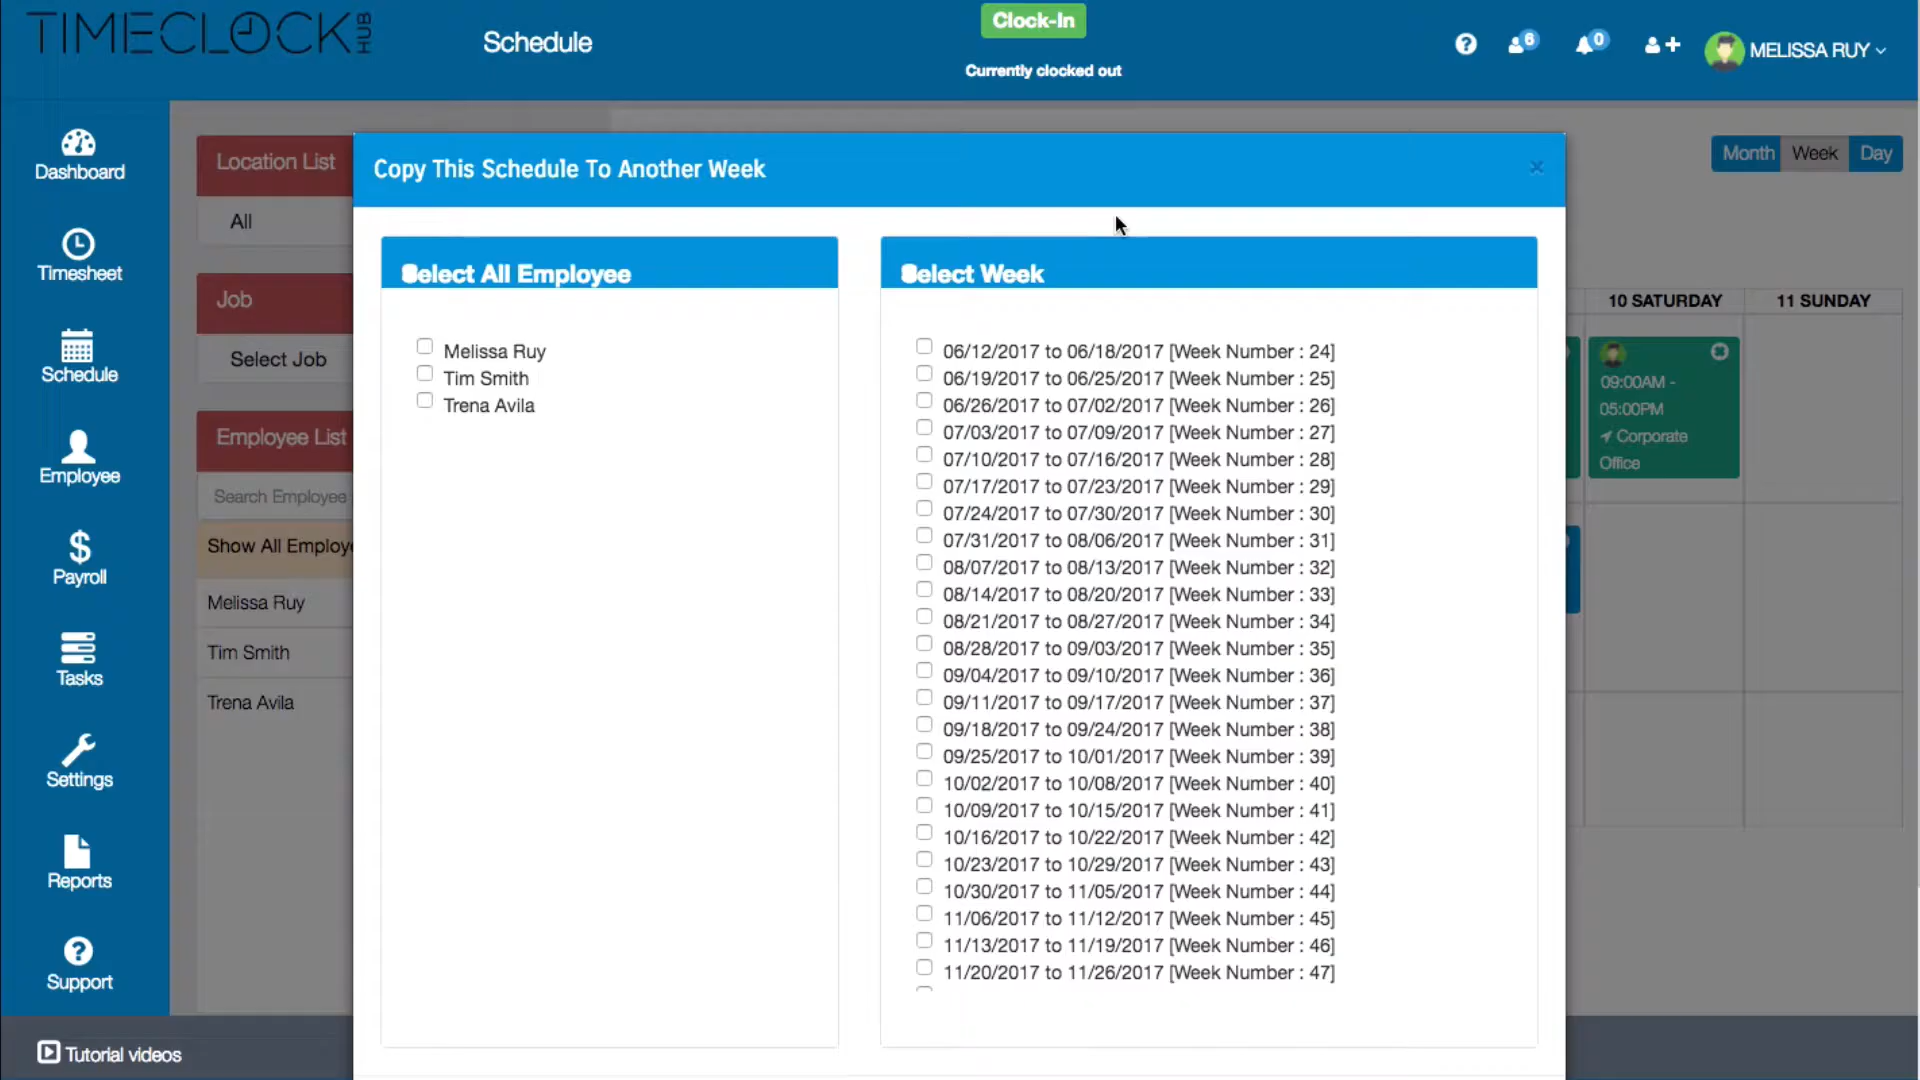 TIMECLOCK HUB
Schedule
Clock-In
Currently clocked out
6
0
MELISSA RUY
Dashboard
Timesheet
Schedule
Employee
Payroll
Tasks
Settings
Reports
Support
Tutorial videos
Location List
All
Job
Select Job
Employee List
Search Employee
Show All Employe
Melissa Ruy
Tim Smith
Trena Avila
Copy This Schedule To Another Week
Select All Employee
Melissa Ruy
Tim Smith
Trena Avila
Select Week
06/12/2017 to 06/18/2017 [Week Number : 24]
06/19/2017 to 06/25/2017 [Week Number : 25]
06/26/2017 to 07/02/2017 [Week Number : 26]
07/03/2017 to 07/09/2017 [Week Number : 27]
07/10/2017 to 07/16/2017 [Week Number : 28]
07/17/2017 to 07/23/2017 [Week Number : 29]
07/24/2017 to 07/30/2017 [Week Number : 30]
07/31/2017 to 08/06/2017 [Week Number : 31]
08/07/2017 to 08/13/2017 [Week Number : 32]
08/14/2017 to 08/20/2017 [Week Number : 33]
08/21/2017 to 08/27/2017 [Week Number : 34]
08/28/2017 to 09/03/2017 [Week Number : 35]
09/04/2017 to 09/10/2017 [Week Number : 36]
09/11/2017 to 09/17/2017 [Week Number : 37]
09/18/2017 to 09/24/2017 [Week Number : 38]
09/25/2017 to 10/01/2017 [Week Number : 39]
10/02/2017 to 10/08/2017 [Week Number : 40]
10/09/2017 to 10/15/2017 [Week Number : 41]
10/16/2017 to 10/22/2017 [Week Number : 42]
10/23/2017 to 10/29/2017 [Week Number : 43]
10/30/2017 to 11/05/2017 [Week Number : 44]
11/06/2017 to 11/12/2017 [Week Number : 45]
11/13/2017 to 11/19/2017 [Week Number : 46]
11/20/2017 to 11/26/2017 [Week Number : 47]
Month Week Day
10 SATURDAY 11 SUNDAY
09:00AM -
05:00PM
Corporate
Office